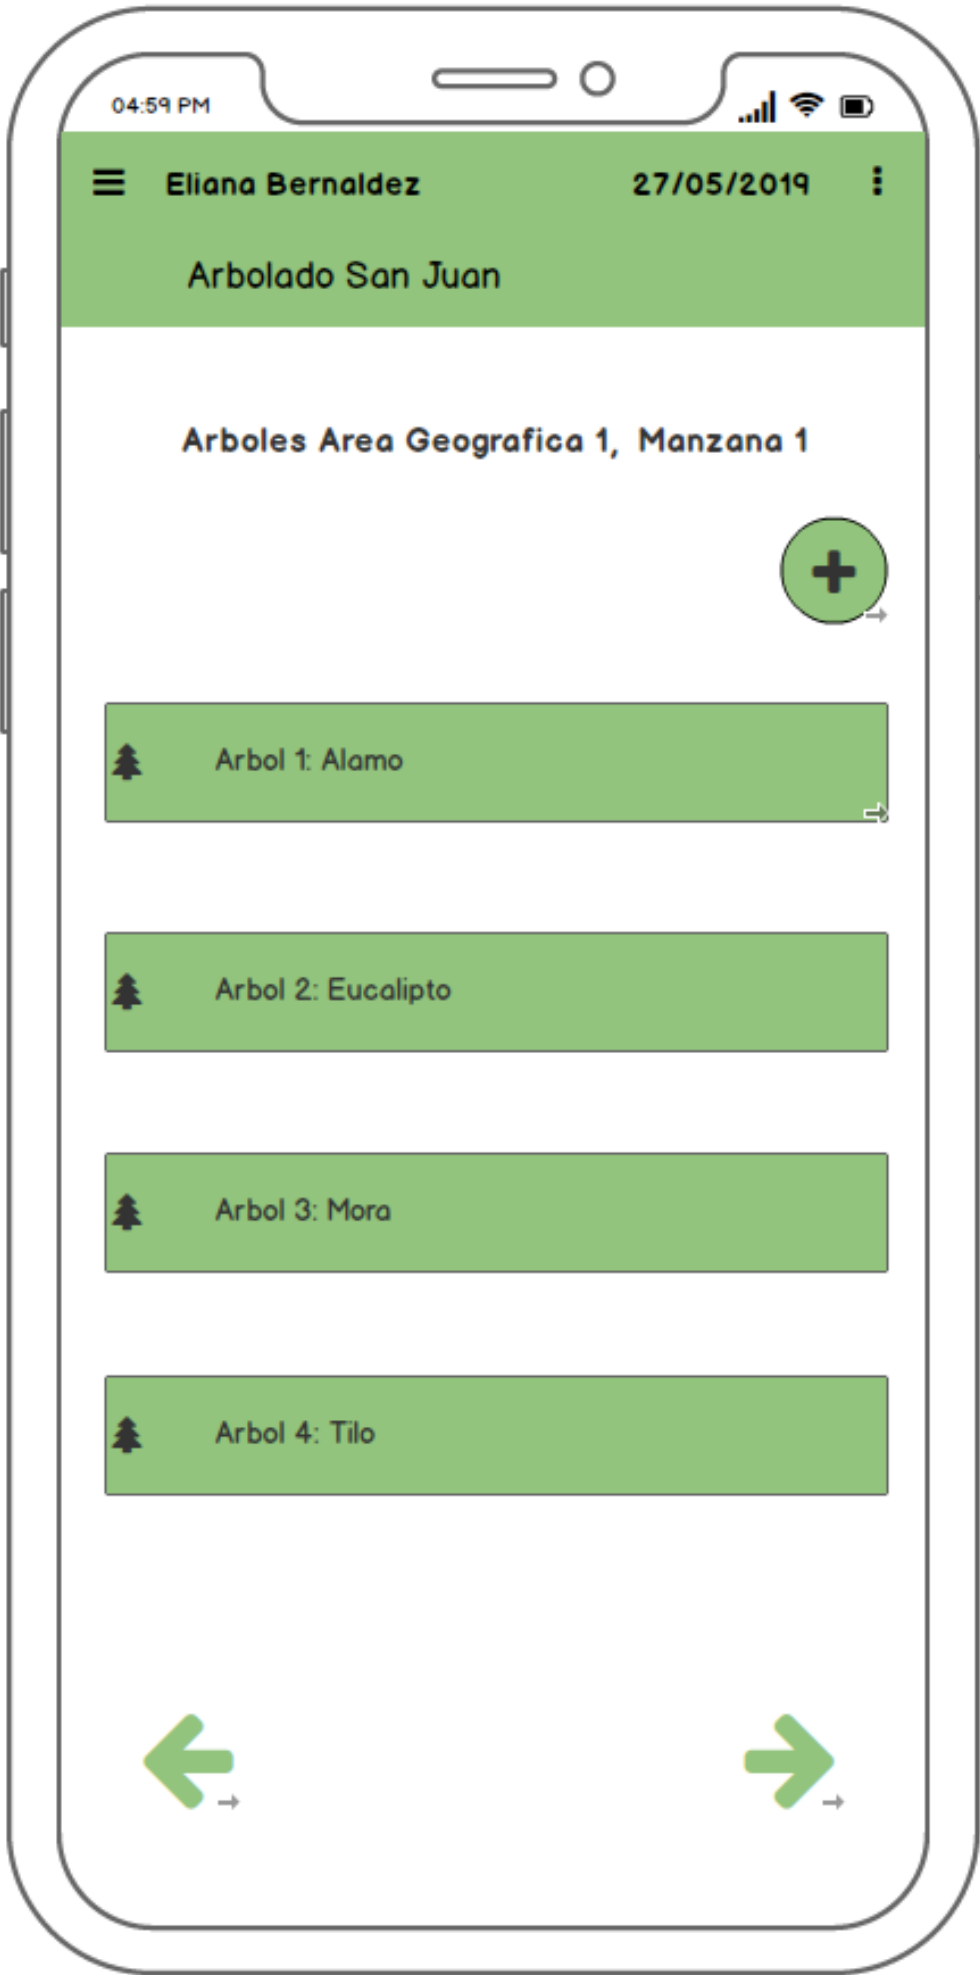 04:59 PM
Eliana Bernaldez 27/05/2019
Arbolado San Juan
Arboles Area Geografica 1, Manzana 1
Arbol 1: Alamo
Arbol 2: Eucalipto
Arbol 3: Mora
Arbol 4: Tilo